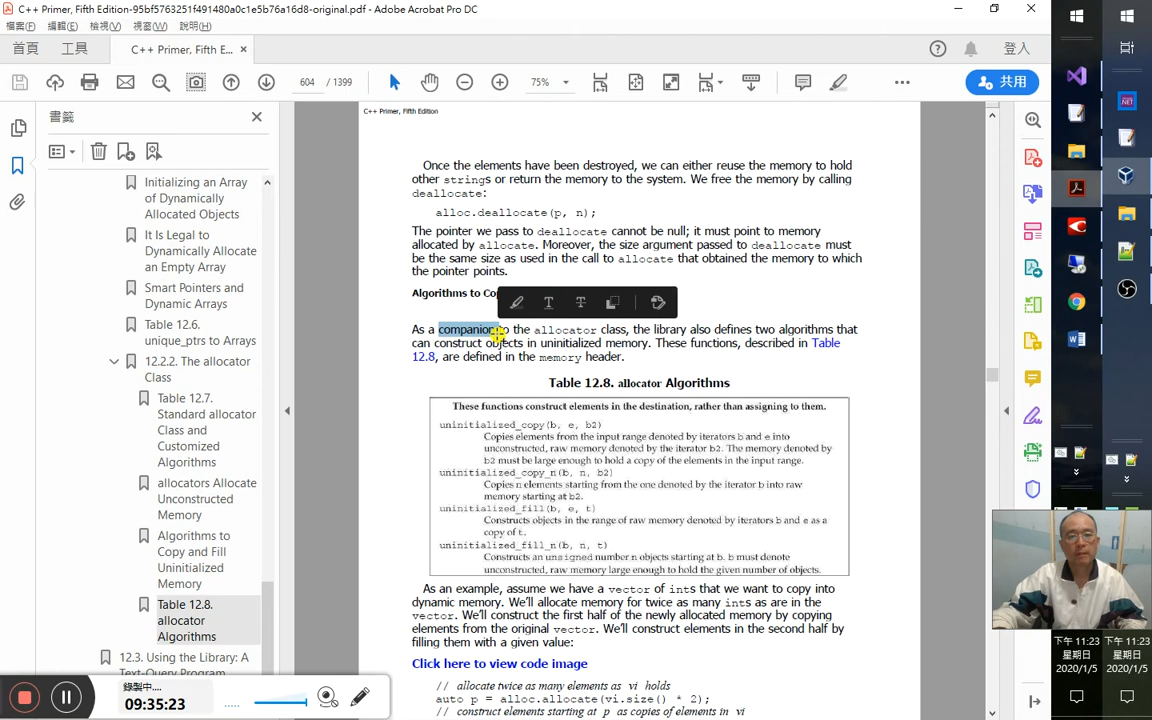 C++ Primer, Fifth Edition-95bf5763251f491480a0c1e5b76a16d8-original.pdf - Adobe Acrobat Pro DC
檔案(F) 編輯(E) 檢視(V) 視窗(W) 說明(H)
首頁 工具 C++ Primer, Fifth E... × 登入
604 / 1399 75% 共用
書籤
Initializing an Array
of Dynamically
Allocated Objects
It Is Legal to
Dynamically Allocate
an Empty Array
Smart Pointers and
Dynamic Arrays
Table 12.6.
unique_ptrs to Arrays
12.2.2. The allocator
Class
Table 12.7.
Standard allocator
Class and
Customized
Algorithms
allocators Allocate
Unconstructed
Memory
Algorithms to
Copy and Fill
Uninitialized
Memory
Table 12.8.
allocator
Algorithms
12.3. Using the Library: A
Text-Query Program
C++ Primer, Fifth Edition
Once the elements have been destroyed, we can either reuse the memory to hold
other strings or return the memory to the system. We free the memory by calling
deallocate:
alloc.deallocate(p, n);
The pointer we pass to deallocate cannot be null; it must point to memory
allocated by allocate. Moreover, the size argument passed to deallocate must
be the same size as used in the call to allocate that obtained the memory to which
the pointer points.
Algorithms to Co
As a companion to the allocator class, the library also defines two algorithms that
can construct objects in uninitialized memory. These functions, described in Table
12.8, are defined in the memory header.
Table 12.8. allocator Algorithms
These functions construct elements in the destination, rather than assigning to them.
uninitialized_copy(b, e, b2)
Copies elements from the input range denoted by iterators b and e into
unconstructed, raw memory denoted by the iterator b2. The memory denoted by
b2 must be large enough to hold a copy of the elements in the input range.
uninitialized_copy_n(b, n, b2)
Copies n elements starting from the one denoted by the iterator b into raw
memory starting at b2.
uninitialized_fill(b, e, t)
Constructs objects in the range of raw memory denoted by iterators b and e as a
copy of t.
uninitialized_fill_n(b, n, t)
Constructs an unsigned number n objects starting at b. b must denote
unconstructed, raw memory large enough to hold the given number of objects.
As an example, assume we have a vector of ints that we want to copy into
dynamic memory. We'll allocate memory for twice as many ints as are in the
vector. We'll construct the first half of the newly allocated memory by copying
elements from the original vector. We'll construct elements in the second half by
filling them with a given value:
Click here to view code image
// allocate twice as many elements as vi holds
auto p = alloc.allocate(vi.size() * 2);
// construct elements starting at p as copies of elements in vi
錄製中....
09:35:23
下午 11:23 下午 11:23
星期日 星期日
2020/1/5 2020/1/5